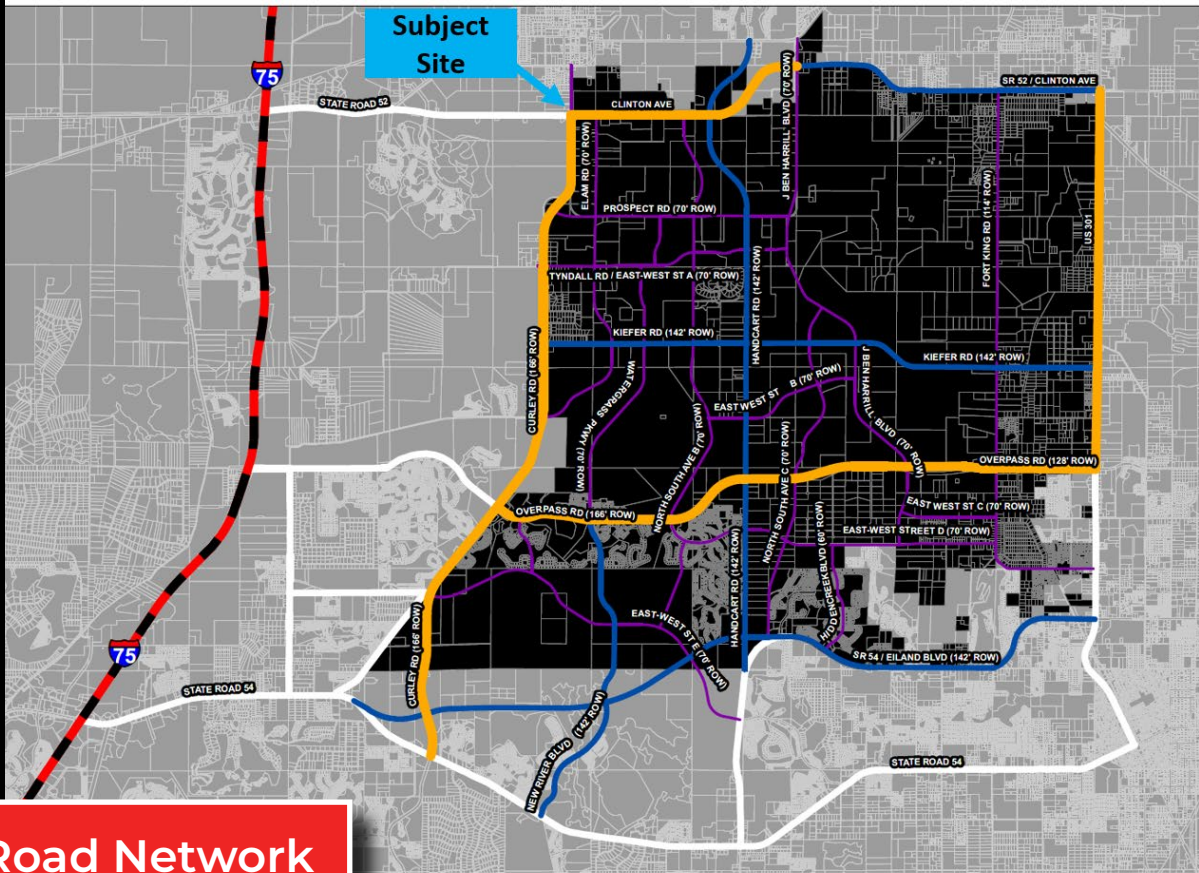 Subject
Site
75
STATE ROAD 52
CLINTON AVE
SR 52 / CLINTON AVE
J BEN HARRILL BLVD (70' ROW)
ELAM RD (70' ROW)
PROSPECT RD (70' ROW)
FORT KING RD (114' ROW)
US 301
TYNDALL RD / EAST-WEST ST A (70' ROW)
HANDCART RD (142' ROW)
KIEFER RD (142' ROW)
KIEFER RD (142' ROW)
CURLEY RD (166' ROW)
WATERGRASS PKWY (70' ROW)
EAST WEST ST B (70' ROW)
J BEN HARRILL BLVD (70' ROW)
NORTH SOUTH AVE B (70' ROW)
NORTH SOUTH AVE C (70' ROW)
OVERPASS RD (128' ROW)
OVERPASS RD (166' ROW)
EAST WEST ST C (70' ROW)
EAST-WEST STREET D (70' ROW)
HANDCART RD (142' ROW)
HIDDENCREEK BLVD (60' ROW)
EAST-WEST ST E (70' ROW)
75
CURLEY RD (166' ROW)
SR 54 / EILAND BLVD (142' ROW)
STATE ROAD 54
NEW RIVER BLVD (142' ROW)
STATE ROAD 54
Road Network